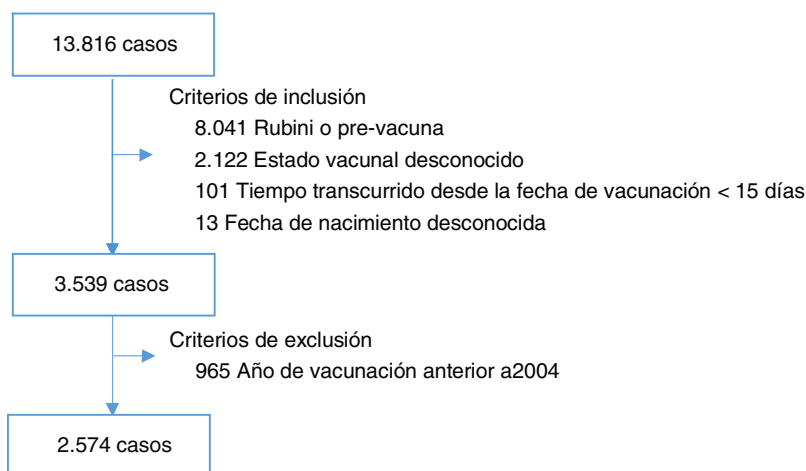 13.816 casos
Criterios de inclusión
8.041 Rubini o pre-vacuna
2.122 Estado vacunal desconocido
101 Tiempo transcurrido desde la fecha de vacunación < 15 días
13 Fecha de nacimiento desconocida
3.539 casos
Criterios de exclusión
965 Año de vacunación anterior a2004
2.574 casos